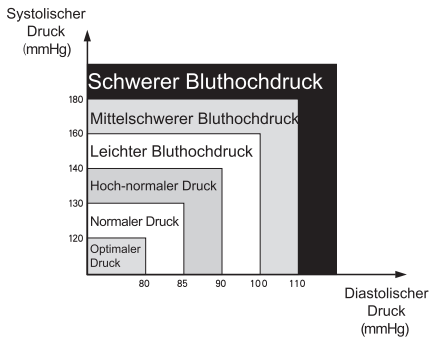 Systolischer
Druck
(mmHg)
Schwerer Bluthochdruck
180
Mittelschwerer Bluthochdruck
160
Leichter Bluthochdruck
140
Hoch-normaler Druck
130
Normaler Druck
120
Optimaler
Druck
80 85 90 100 110
Diastolischer
Druck
(mmHg)